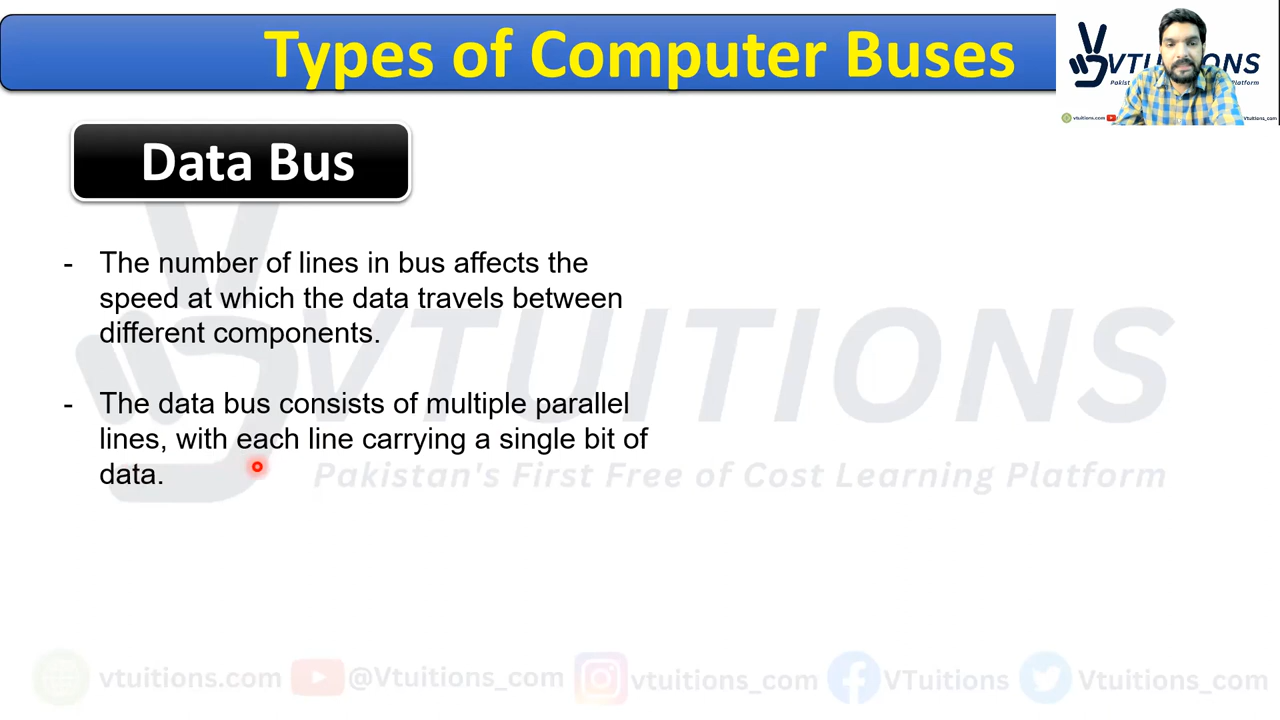 Types of Computer Buses
VTUITIONS
Data Bus
- The number of lines in bus affects the
speed at which the data travels between
different components.
- The data bus consists of multiple parallel
lines, with each line carrying a single bit of
data.
VTUITIONS
Pakistan's First Free of Cost Learning Platform
vtuitions.com
@Vtuitions_com
vtuitions_com
VTuitions
Vtuitions_com